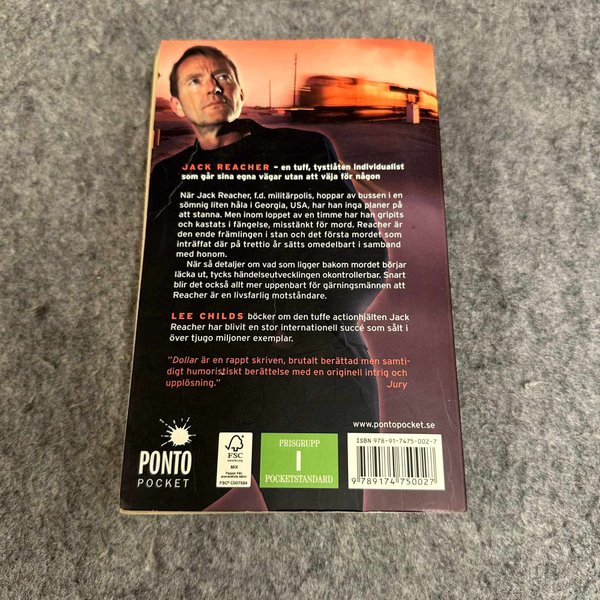 JACK REACHER – en tuff, tystlåten individualist
som går sina egna vägar utan att väja för någon
När Jack Reacher, f.d. militärpolis, hoppar av bussen i en
sömnig liten håla i Georgia, USA, har han inga planer på
att stanna. Men inom loppet av en timme har han gripits
och kastats i fängelse, misstänkt för mord. Reacher är
den ende främlingen i stan och det första mordet som
inträffat där på trettio år sätts omedelbart i samband
med honom.
När så detaljer om vad som ligger bakom mordet börjar
läcka ut, tycks händelseutvecklingen okontrollerbar. Snart
blir det också allt mer uppenbart för gärningsmännen att
Reacher är en livsfarlig motståndare.
LEE CHILDS böcker om den tuffe actionhjälten Jack
Reacher har blivit en stor internationell succé som sålt i
över tjugo miljoner exemplar.
"Dollar är en rappt skriven, brutalt berättad men samti-
digt humoristiskt berättelse med en originell intrig och
upplösning." Jury
www.pontopocket.se
ISBN 978-91-7475-002-7
9 789174 750027
PONTO
POCKET
FSC
MIX
Papper från
FSC® C007584
PRISGRUPP
I
POCKETSTANDARD